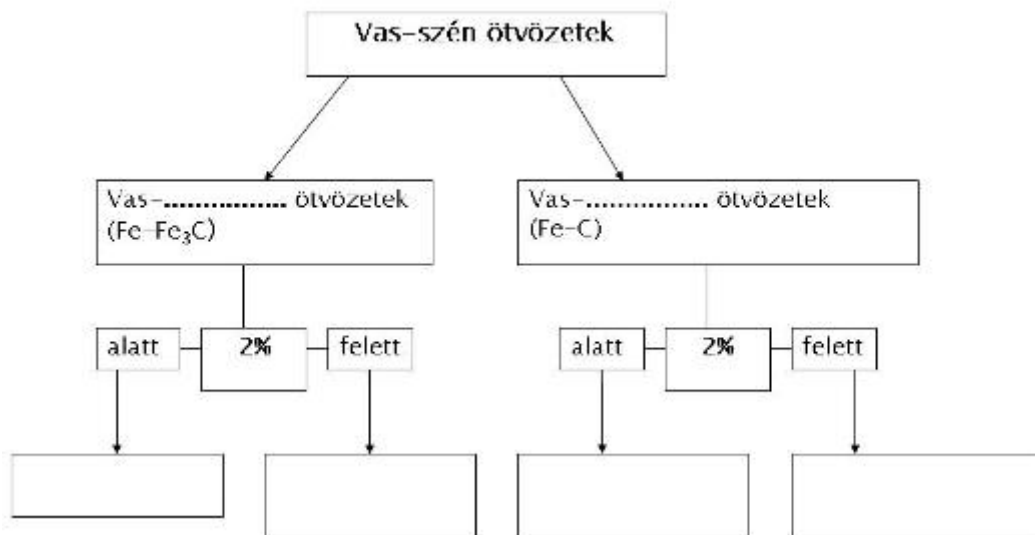 Vas-szén ötvözetek
Vas-................ ötvözetek
(Fe-Fe₃C)
Vas-................ ötvözetek
(Fe-C)
alatt
2%
felett
alatt
2%
felett